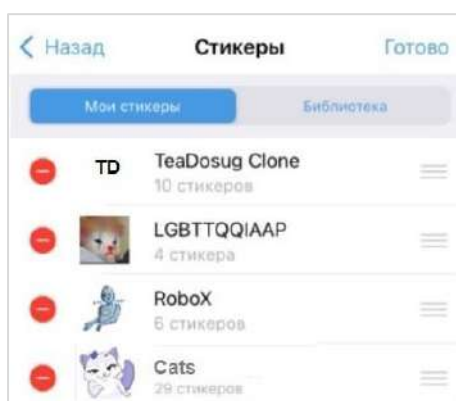 Назад Стикеры Готово
Мои стикеры Библиотека
TD TeaDosug Clone
10 стикеров
LGBTTQQIAAP
4 стикера
RoboX
6 стикеров
Cats
29 стикеров